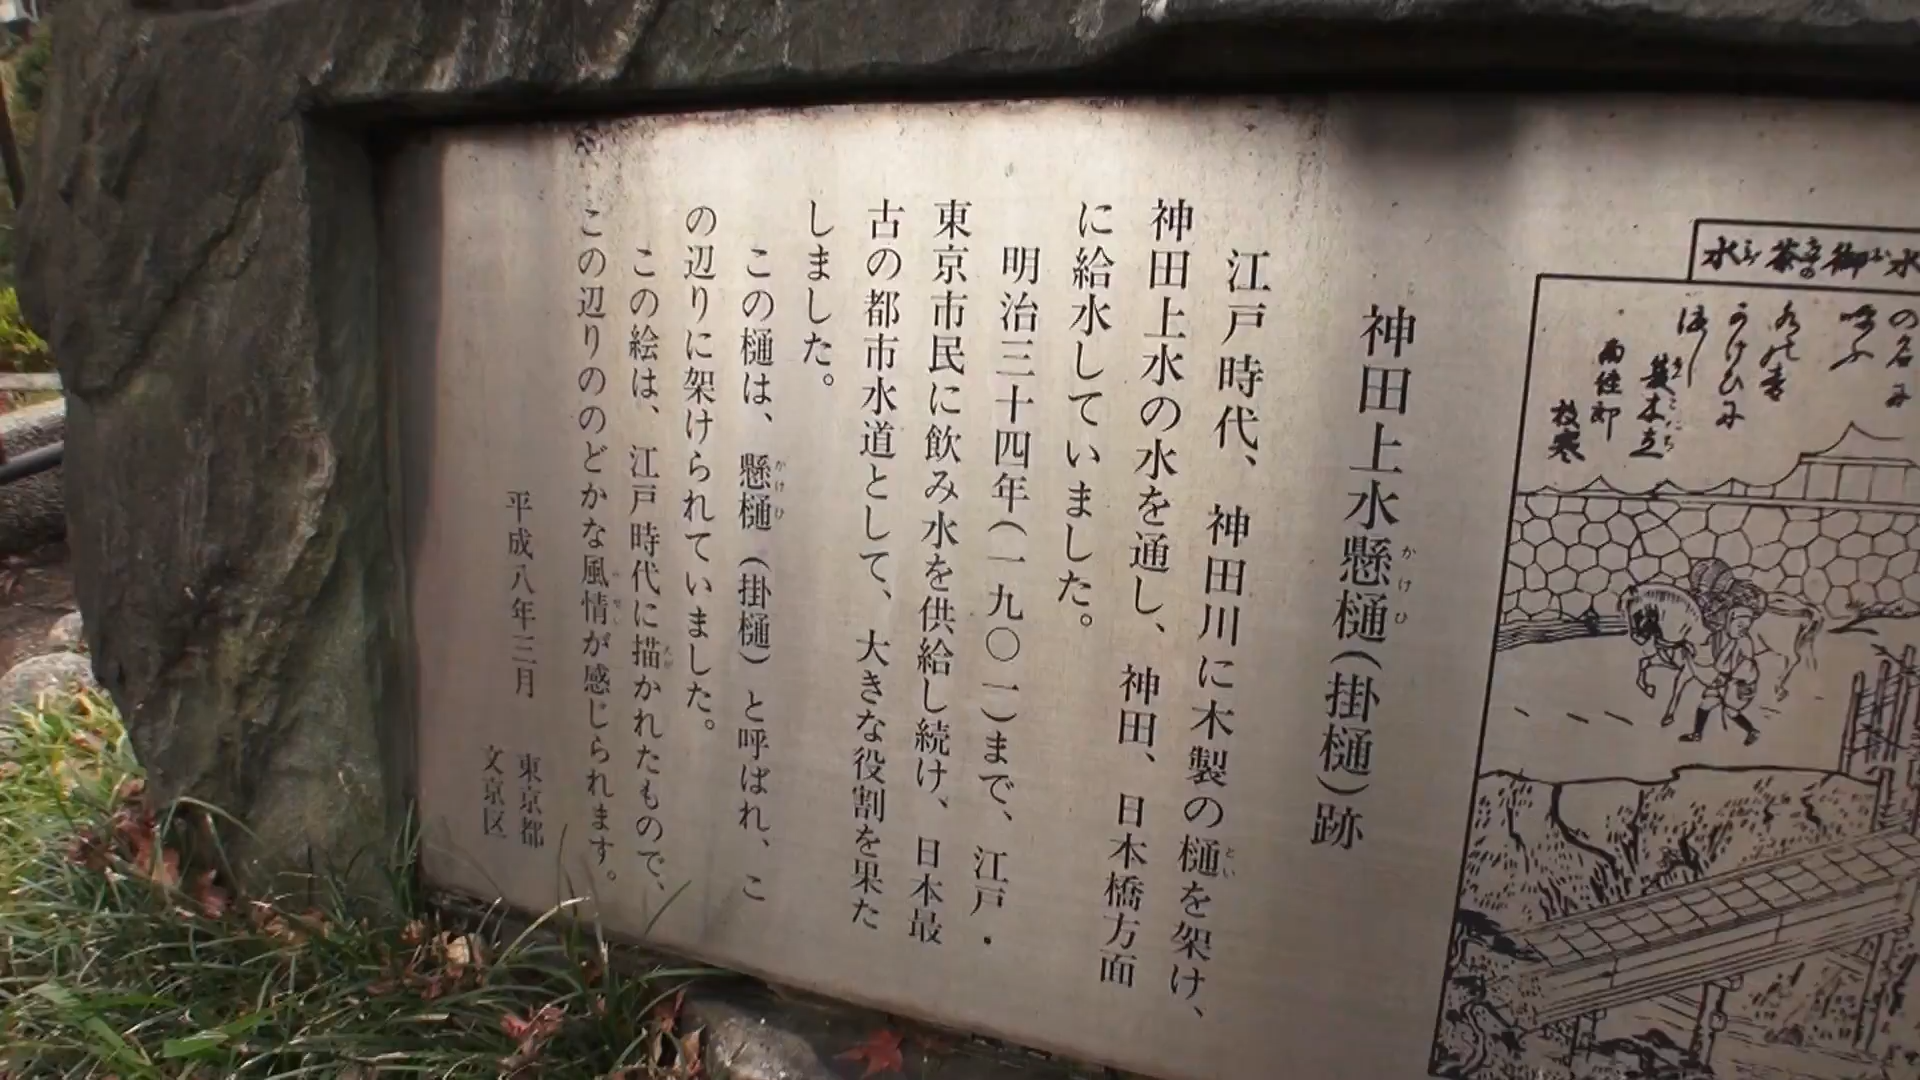 神田上水懸樋(掛樋)跡
かけひ
江戸時代、神田川に木製の樋を架け、
とい
神田上水の水を通し、神田、日本橋方面
に給水していました。
明治三十四年(一九〇一)まで、江戸・
東京市民に飲み水を供給し続け、日本最
古の都市水道として、大きな役割を果た
しました。
この樋は、懸樋(掛樋)と呼ばれ、こ
かけひ
の辺りに架けられていました。
この絵は、江戸時代に描かれたもので、
この辺りののどかな風情が感じられます。
平成八年三月
東京都
文京区